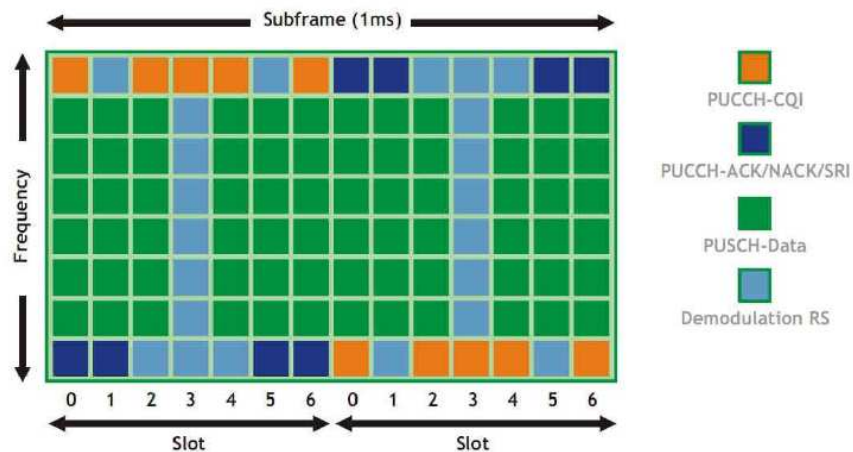 Subframe (1ms)
Frequency
PUCCH-CQI
PUCCH-ACK/NACK/SRI
PUSCH-Data
Demodulation RS
0 1 2 3 4 5 6 0 1 2 3 4 5 6
Slot Slot